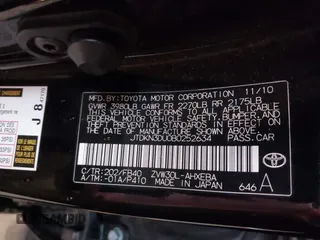 MFD.BY:TOYOTA MOTOR CORPORATION 11/10
GVWR 3980LB GAWR FR 2270LB RR 2175LB
THIS VEHICLE CONFORMS TO ALL APPLICABLE
FEDERAL MOTOR VEHICLE SAFETY, BUMPER, AND
THEFT PREVENTION STANDARDS IN EFFECT ON
THE DATE OF MANUFACTURE SHOWN ABOVE.
JTDKN3DU0B0252634 PASS.CAR
C/TR:202/FB40 ZVW30L-AHXEBA
A/TM:-01A/P410 MADE IN JAPAN
646 A
J 8